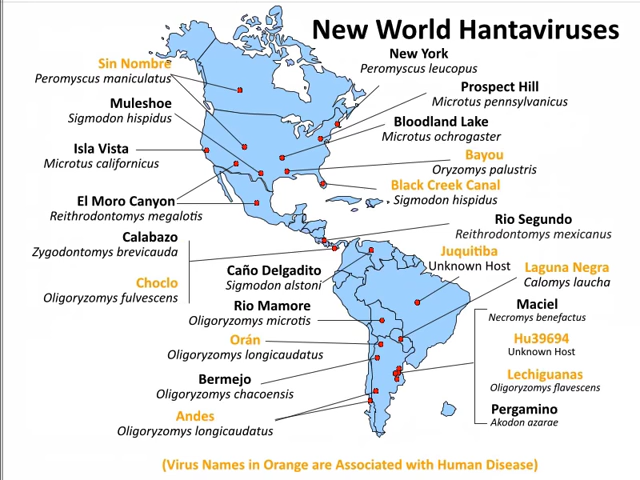 New World Hantaviruses
Sin Nombre
Peromyscus maniculatus
Muleshoe
Sigmodon hispidus
Isla Vista
Microtus californicus
El Moro Canyon
Reithrodontomys megalotis
Calabazo
Zygodontomys brevicauda
Choclo
Oligoryzomys fulvescens
Caño Delgadito
Sigmodon alstoni
Rio Mamore
Oligoryzomys microtis
Orán
Oligoryzomys longicaudatus
Bermejo
Oligoryzomys chacoensis
Andes
Oligoryzomys longicaudatus
New York
Peromyscus leucopus
Prospect Hill
Microtus pennsylvanicus
Bloodland Lake
Microtus ochrogaster
Bayou
Oryzomys palustris
Black Creek Canal
Sigmodon hispidus
Rio Segundo
Reithrodontomys mexicanus
Juquitiba
Unknown Host
Laguna Negra
Calomys laucha
Maciel
Necromys benefactus
Hu39694
Unknown Host
Lechiguanas
Oligoryzomys flavescens
Pergamino
Akodon azarae
(Virus Names in Orange are Associated with Human Disease)